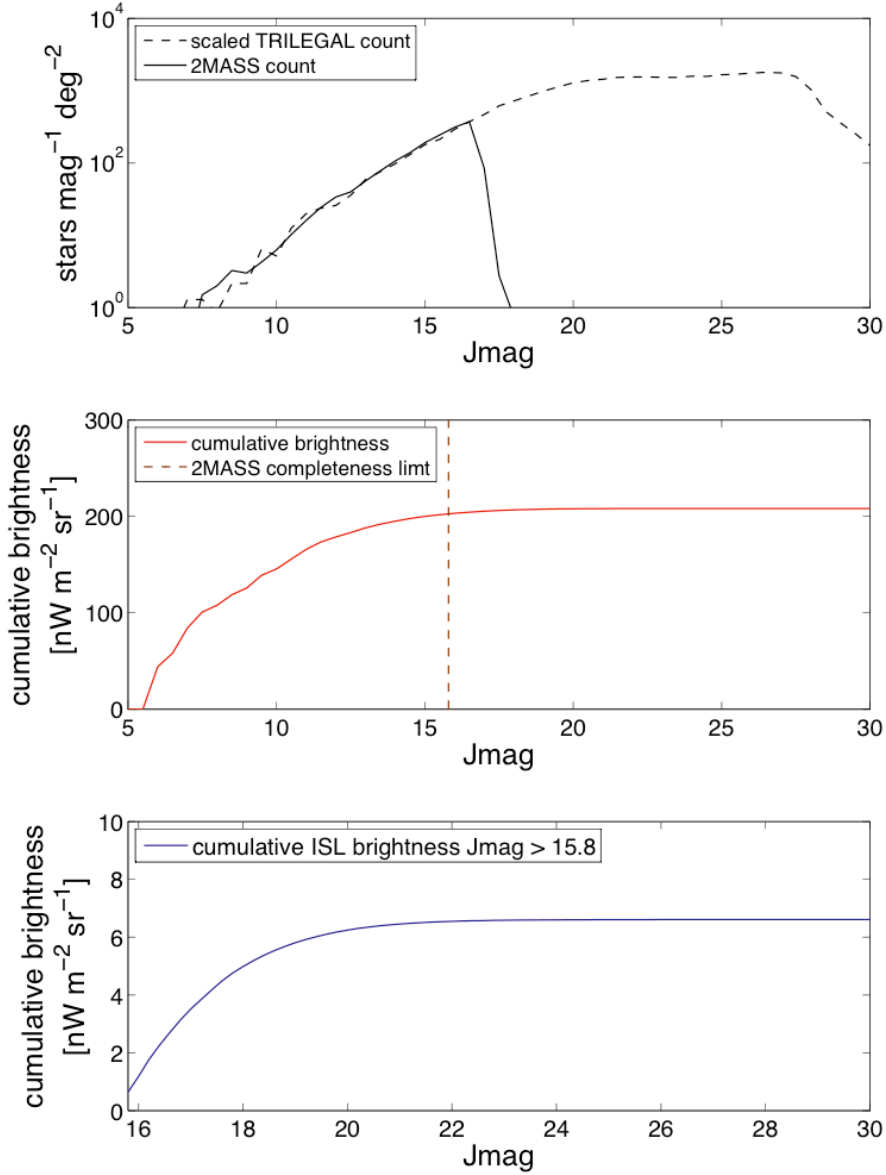 10^4
scaled TRILEGAL count
2MASS count
10^2
10^0
stars mag^−1 deg^−2
5 10 15 20 25 30
Jmag
300
cumulative brightness
2MASS completeness limt
200
100
0
cumulative brightness
[nW m^−2 sr^−1]
5 10 15 20 25 30
Jmag
10
cumulative ISL brightness Jmag > 15.8
8
6
4
2
0
cumulative brightness
[nW m^−2 sr^−1]
16 18 20 22 24 26 28 30
Jmag